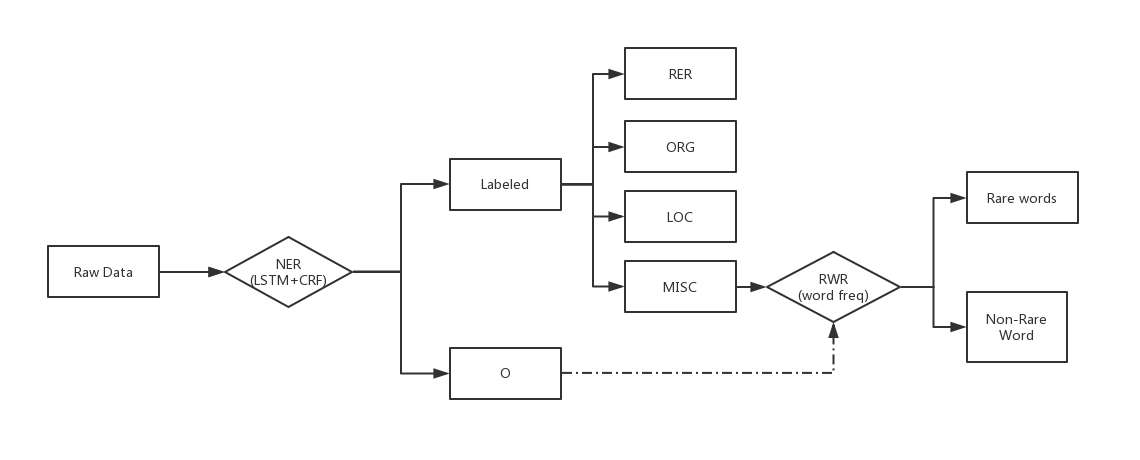 Raw Data
NER
(LSTM+CRF)
Labeled
O
RER
ORG
LOC
MISC
RWR
(word freq)
Rare words
Non-Rare
Word